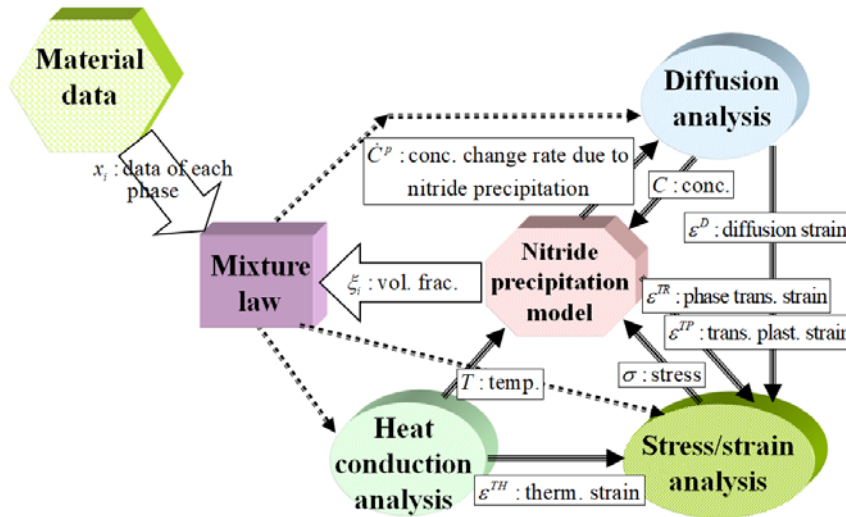 Material
data
x_i : data of each
phase
Diffusion
analysis
Ċ^p : conc. change rate due to
nitride precipitation
C : conc.
ε^D : diffusion strain
Mixture
law
ξ_i : vol. frac.
Nitride
precipitation
model
ε^TR : phase trans. strain
ε^TP : trans. plast. strain
T : temp.
σ : stress
Heat
conduction
analysis
Stress/strain
analysis
ε^TH : therm. strain